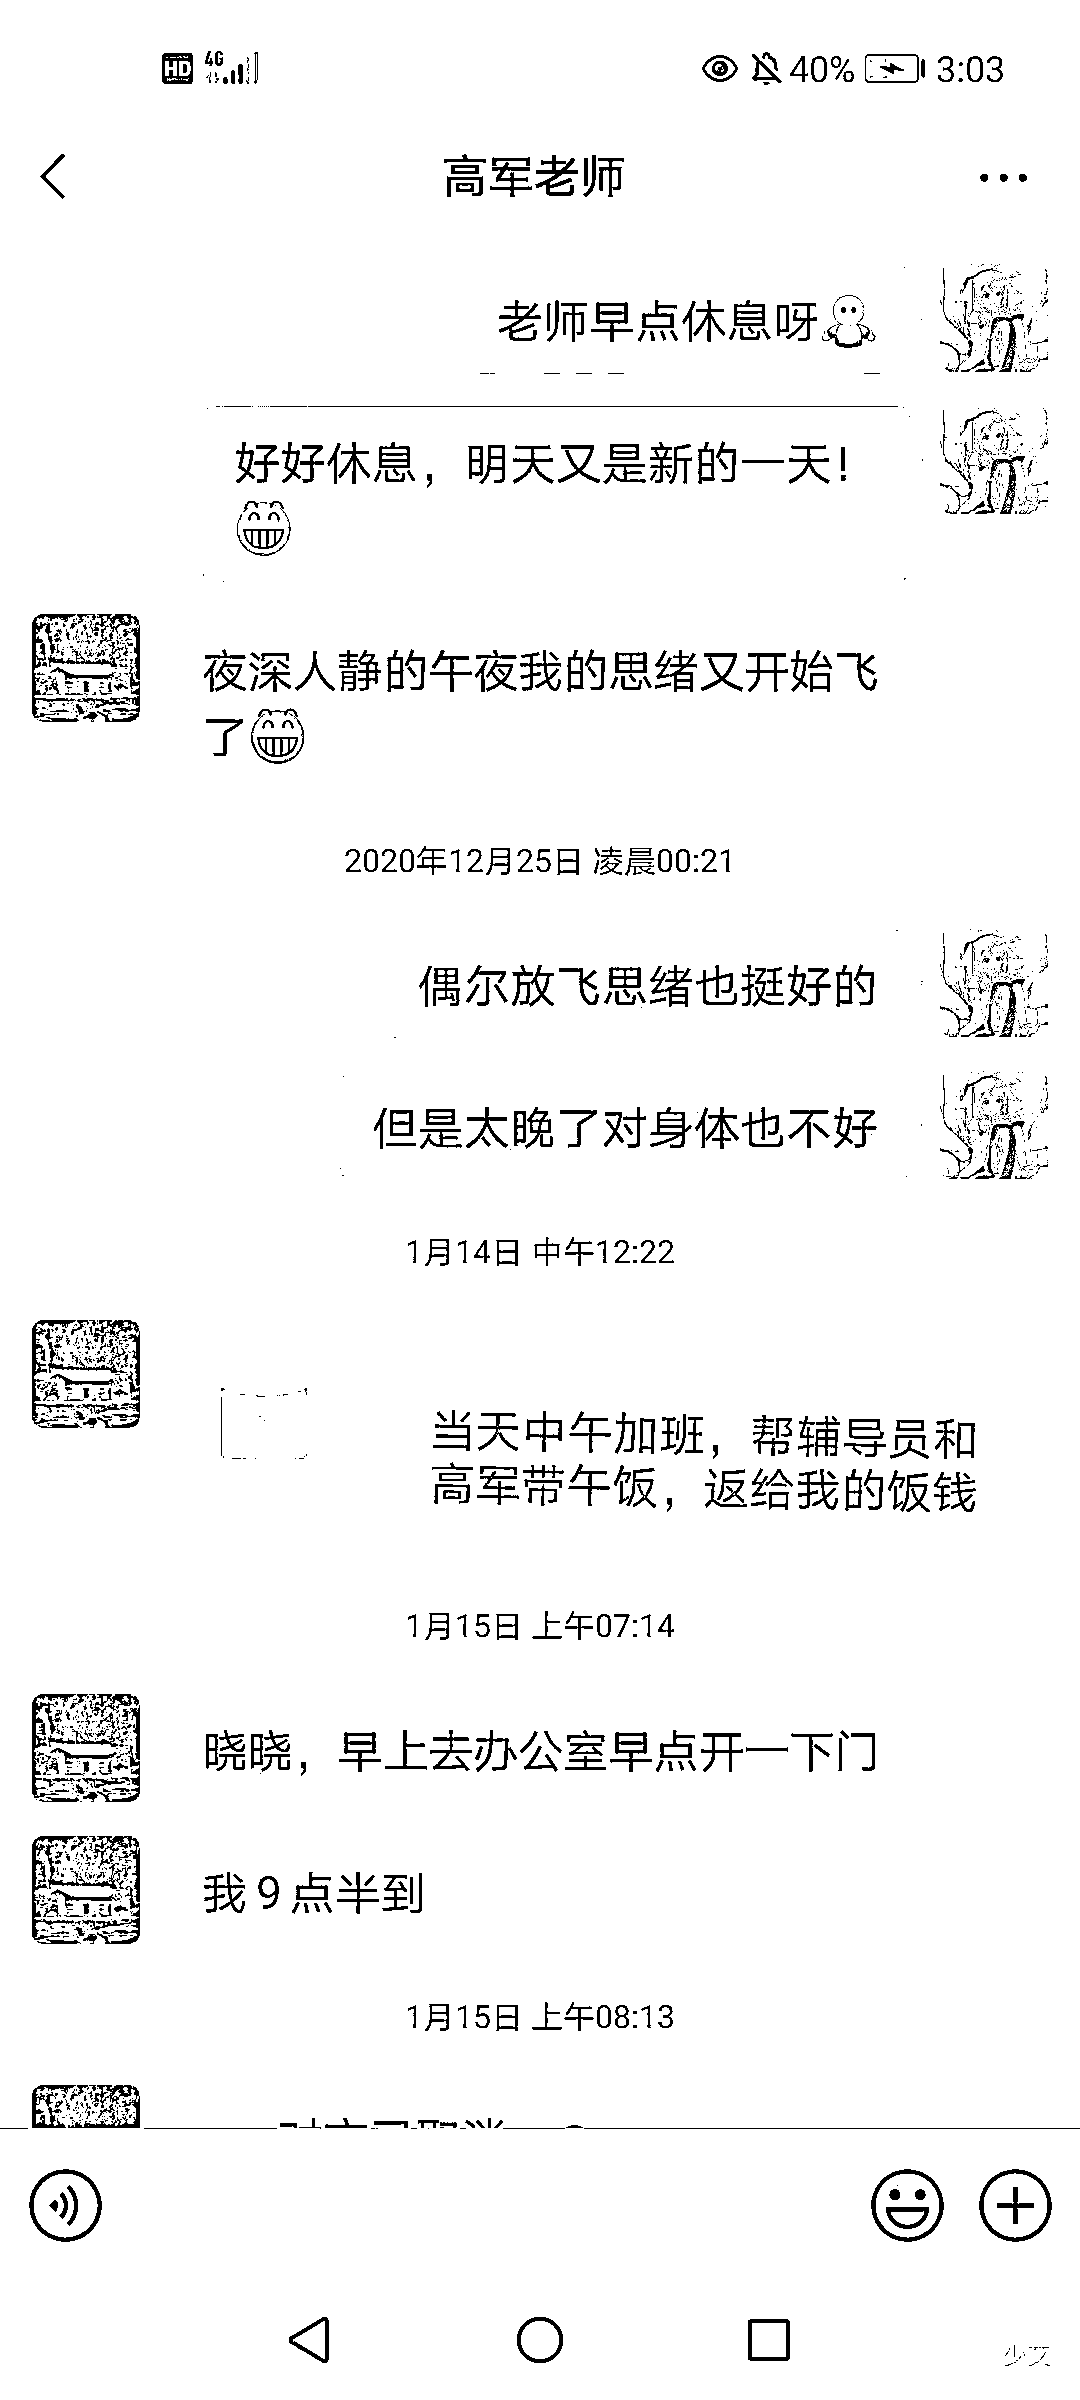 HD 4G 40% 3:03
高军老师
老师早点休息呀
好好休息，明天又是新的一天！
夜深人静的午夜我的思绪又开始飞
了
2020年12月25日 凌晨00:21
偶尔放飞思绪也挺好的
但是太晚了对身体也不好
1月14日 中午12:22
当天中午加班，帮辅导员和
高军带午饭，返给我的饭钱
1月15日 上午07:14
晓晓，早上去办公室早点开一下门
我9点半到
1月15日 上午08:13